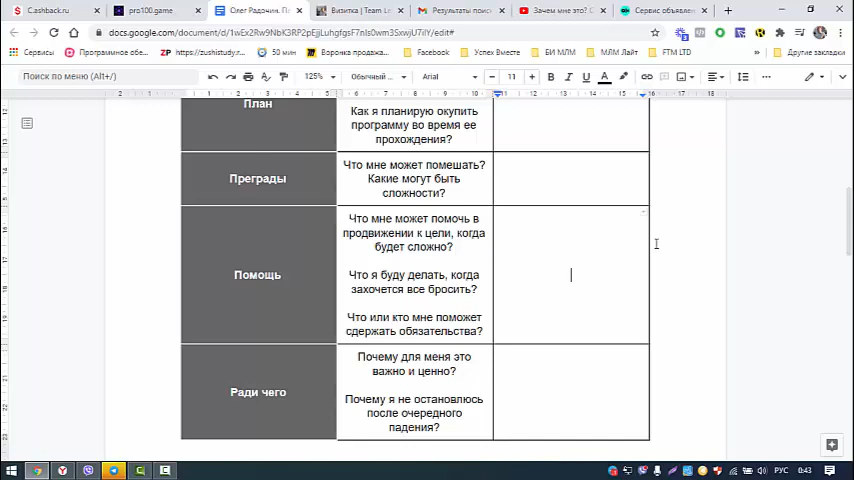 C.ashback.ru
pro100.game
Олег Радочин. П
Визитка | Team L
Результаты поис
Зачем мне это? С
Сервис объявлен
docs.google.com/document/d/
Сервисы
Программное обе
https://zushistudy.r
50 мин
Воронка продажа
Facebook
Успех Вместе
БИ МЛМ
МЛМ Лайт
FTM LTD
Другие закладки
Поиск по меню (Alt+/)
125%
Обычный
Arial
11
План
Как я планирую окупить
программу во время ее
прохождения?
Преграды
Что мне может помешать?
Какие могут быть
сложности?
Помощь
Что мне может помочь в
продвижении к цели, когда
будет сложно?
Что я буду делать, когда
захочется все бросить?
Что или кто мне поможет
сдержать обязательства?
Ради чего
Почему для меня это
важно и ценно?
Почему я не остановлюсь
после очередного
падения?
РУС
0:43